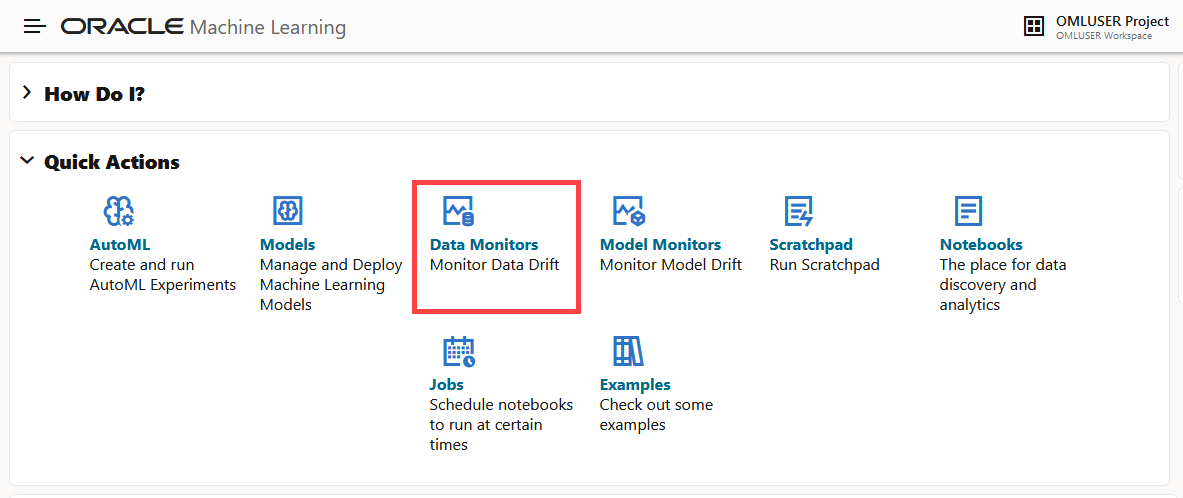 ORACLE Machine Learning
OMLUSER Project
OMLUSER Workspace
How Do I?
Quick Actions
AutoML
Create and run
AutoML Experiments
Models
Manage and Deploy
Machine Learning
Models
Data Monitors
Monitor Data Drift
Model Monitors
Monitor Model Drift
Scratchpad
Run Scratchpad
Notebooks
The place for data
discovery and
analytics
Jobs
Schedule notebooks
to run at certain
times
Examples
Check out some
examples